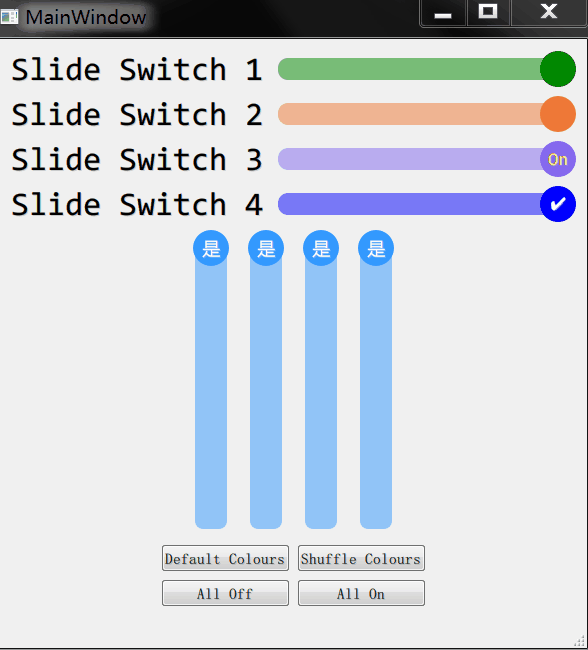 MainWindow
Slide Switch 1
Slide Switch 2
Slide Switch 3 On
Slide Switch 4 ✔
是 是 是 是
Default Colours Shuffle Colours
All Off All On